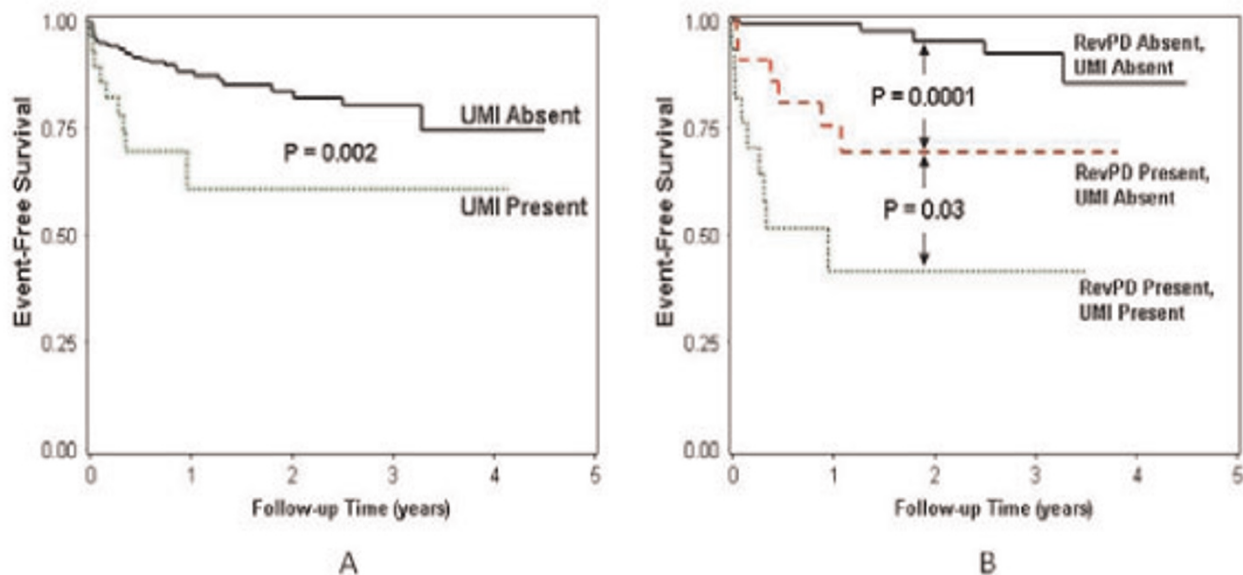 1.00
0.75
0.50
0.25
0.00
Event-Free Survival
UMI Absent
P = 0.002
UMI Present
0 1 2 3 4 5
Follow-up Time (years)
A
1.00
0.75
0.50
0.25
0.00
Event-Free Survival
RevPD Absent,
UMI Absent
P = 0.0001
RevPD Present,
UMI Absent
P = 0.03
RevPD Present,
UMI Present
0 1 2 3 4 5
Follow-up Time (years)
B